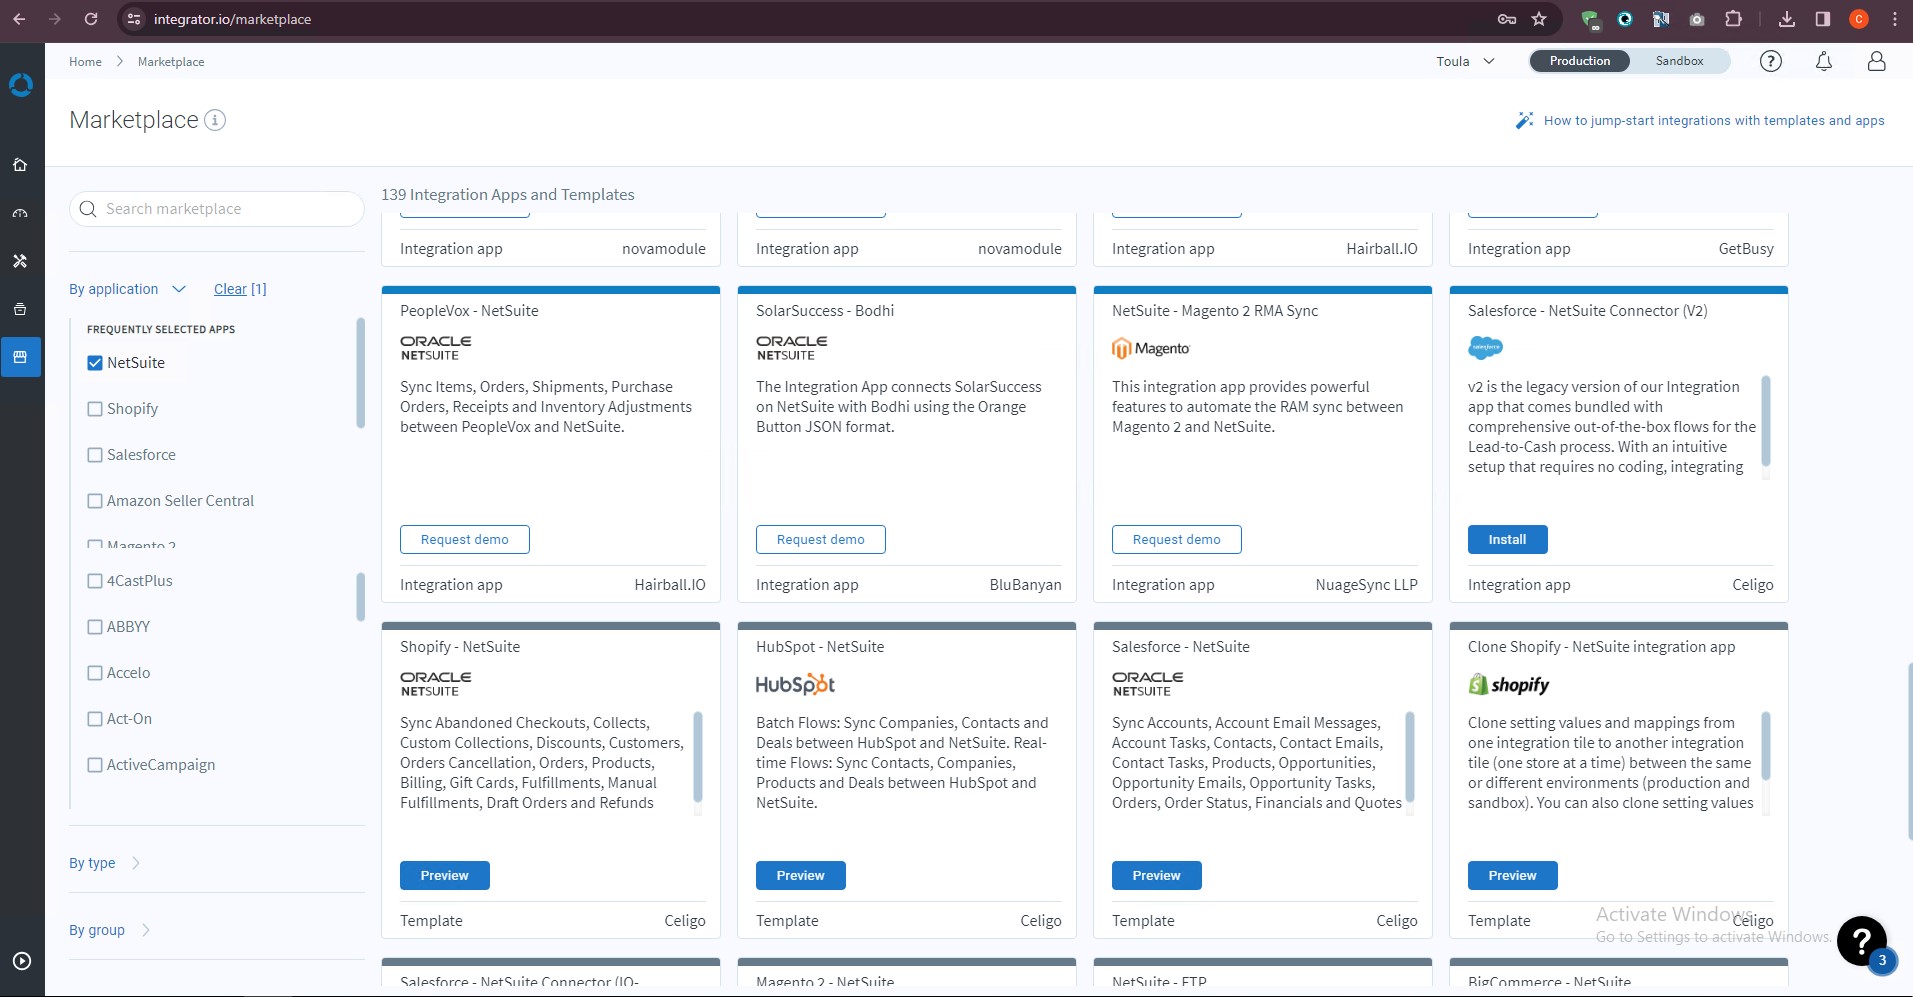 integrator.io/marketplace
C
Home
Marketplace
Toula
Production
Sandbox
Marketplace
How to jump-start integrations with templates and apps
Search marketplace
139 Integration Apps and Templates
Integration app novamodule
Integration app novamodule
Integration app Hairball.IO
Integration app GetBusy
By application
Clear [1]
FREQUENTLY SELECTED APPS
NetSuite
Shopify
Salesforce
Amazon Seller Central
Magento 2
4CastPlus
ABBYY
Accelo
Act-On
ActiveCampaign
By type
By group
PeopleVox - NetSuite
ORACLE
NETSUITE
Sync Items, Orders, Shipments, Purchase
Orders, Receipts and Inventory Adjustments
between PeopleVox and NetSuite.
Request demo
Integration app Hairball.IO
SolarSuccess - Bodhi
ORACLE
NETSUITE
The Integration App connects SolarSuccess
on NetSuite with Bodhi using the Orange
Button JSON format.
Request demo
Integration app BluBanyan
NetSuite - Magento 2 RMA Sync
Magento
This integration app provides powerful
features to automate the RAM sync between
Magento 2 and NetSuite.
Request demo
Integration app NuageSync LLP
Salesforce - NetSuite Connector (V2)
salesforce
v2 is the legacy version of our Integration
app that comes bundled with
comprehensive out-of-the-box flows for the
Lead-to-Cash process. With an intuitive
setup that requires no coding, integrating
Install
Integration app Celigo
Shopify - NetSuite
ORACLE
NETSUITE
Sync Abandoned Checkouts, Collects,
Custom Collections, Discounts, Customers,
Orders Cancellation, Orders, Products,
Billing, Gift Cards, Fulfillments, Manual
Fulfillments, Draft Orders and Refunds
Preview
Template Celigo
HubSpot - NetSuite
HubSpot
Batch Flows: Sync Companies, Contacts and
Deals between HubSpot and NetSuite. Real-
time Flows: Sync Contacts, Companies,
Products and Deals between HubSpot and
NetSuite.
Preview
Template Celigo
Salesforce - NetSuite
ORACLE
NETSUITE
Sync Accounts, Account Email Messages,
Account Tasks, Contacts, Contact Emails,
Contact Tasks, Products, Opportunities,
Opportunity Emails, Opportunity Tasks,
Orders, Order Status, Financials and Quotes
Preview
Template Celigo
Clone Shopify - NetSuite integration app
shopify
Clone setting values and mappings from
one integration tile to another integration
tile (one store at a time) between the same
or different environments (production and
sandbox). You can also clone setting values
Preview
Template Celigo
Activate Windows
Go to Settings to activate Windows.
3
Salesforce - NetSuite Connector (IO-
Magento 2 - NetSuite
NetSuite - FTP
BigCommerce - NetSuite